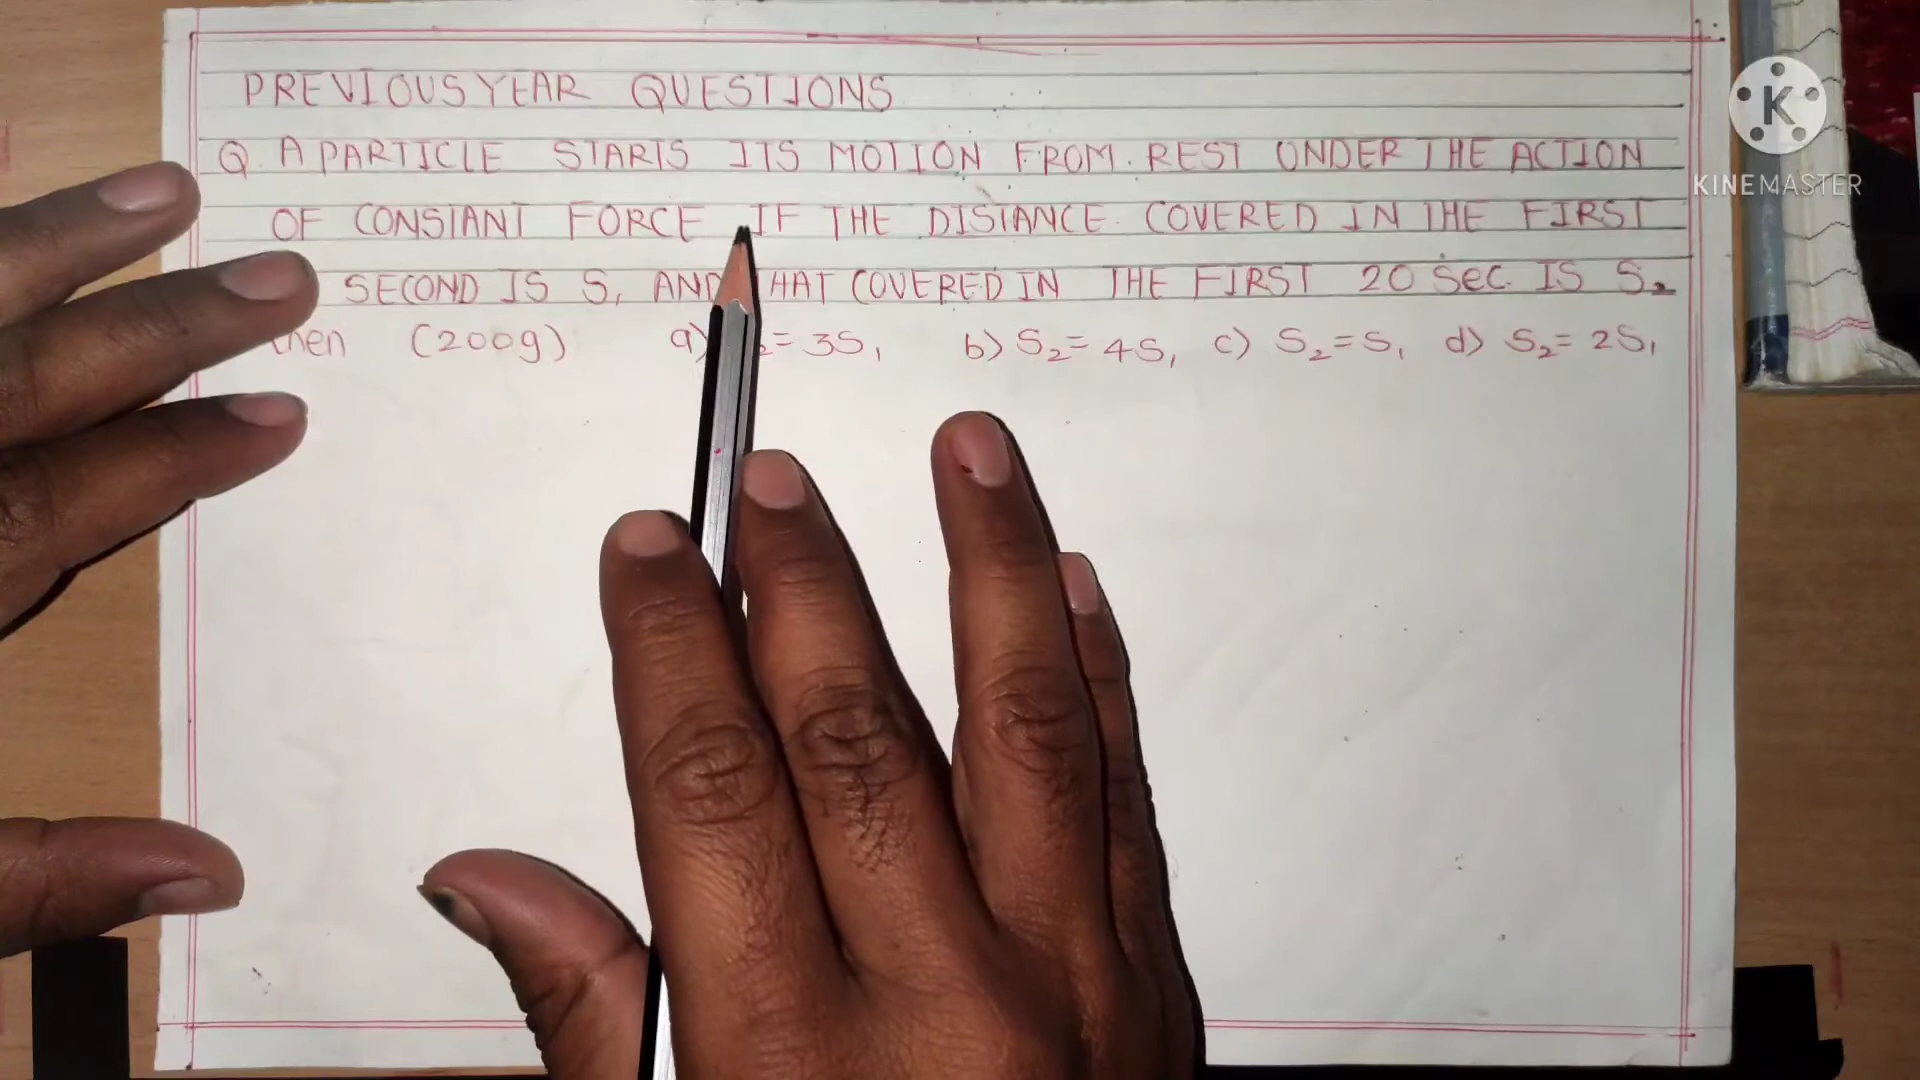 PREVIOUS YEAR QUESTIONS
Q. A PARTICLE STARTS ITS MOTION FROM REST UNDER THE ACTION
OF CONSTANT FORCE IF THE DISTANCE COVERED IN THE FIRST
SECOND IS S₁ AND COVERED IN THE FIRST 20 Sec. IS S₂
(2009) a) = 3S₁ b) S₂ = 4S₁ c) S₂ = S₁ d) S₂ = 2S₁
K
KINEMASTER